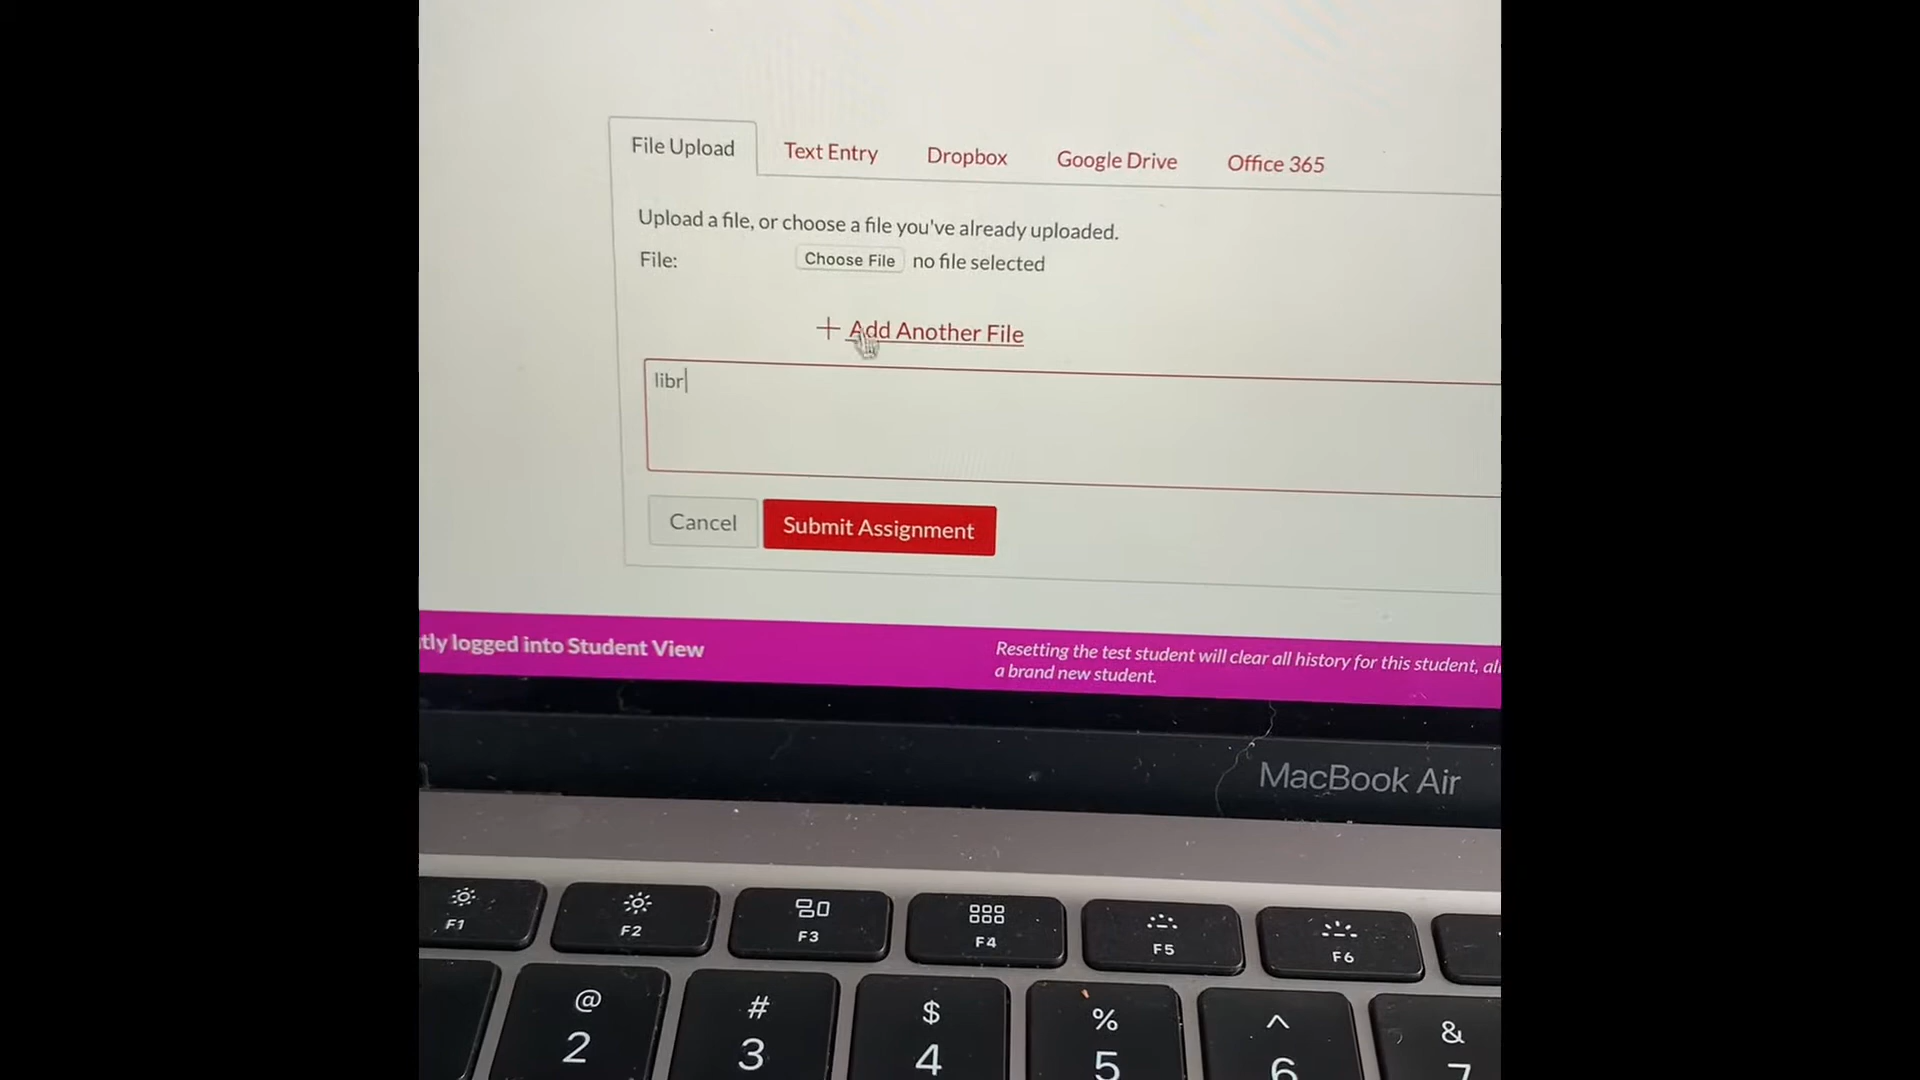 File Upload
Text Entry
Dropbox
Google Drive
Office 365
Upload a file, or choose a file you've already uploaded.
File:
Choose File
no file selected
+ Add Another File
libr
Cancel
Submit Assignment
tly logged into Student View
Resetting the test student will clear all history for this student, all
a brand new student.
MacBook Air
F1
F2
F3
F4
F5
F6
@
2
#
3
$
4
%
5
^
6
&
7